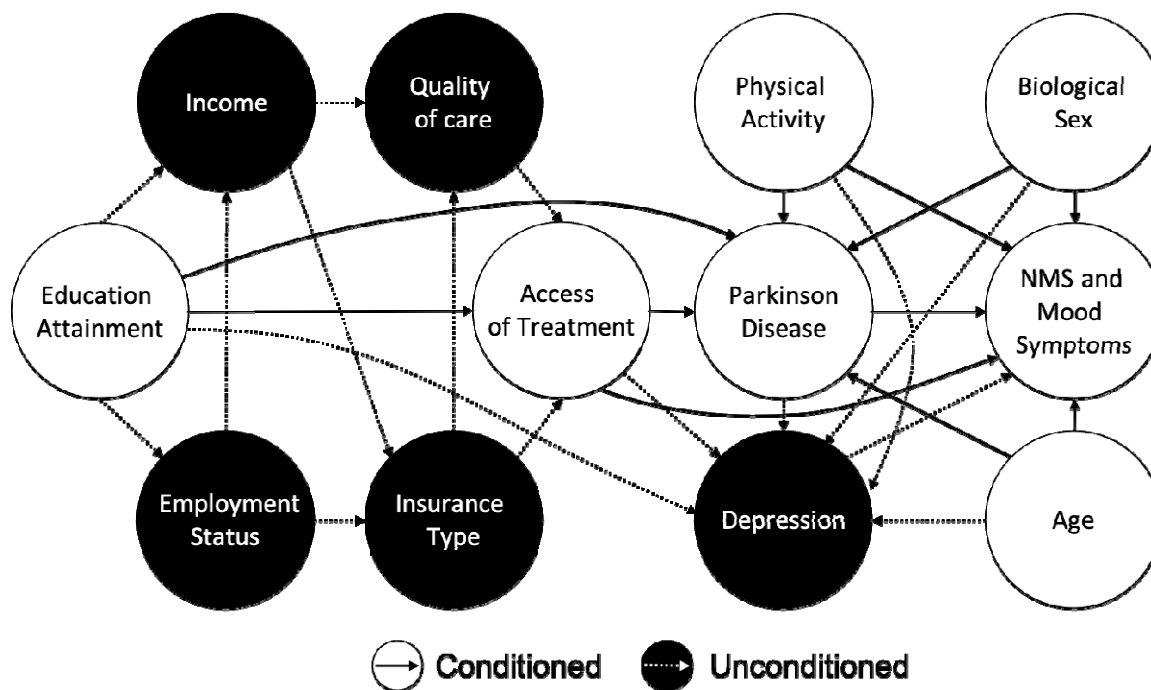 Income
Quality
of care
Physical
Activity
Biological
Sex
Education
Attainment
Access
of Treatment
Parkinson
Disease
NMS and
Mood
Symptoms
Employment
Status
Insurance
Type
Depression
Age
Conditioned
Unconditioned